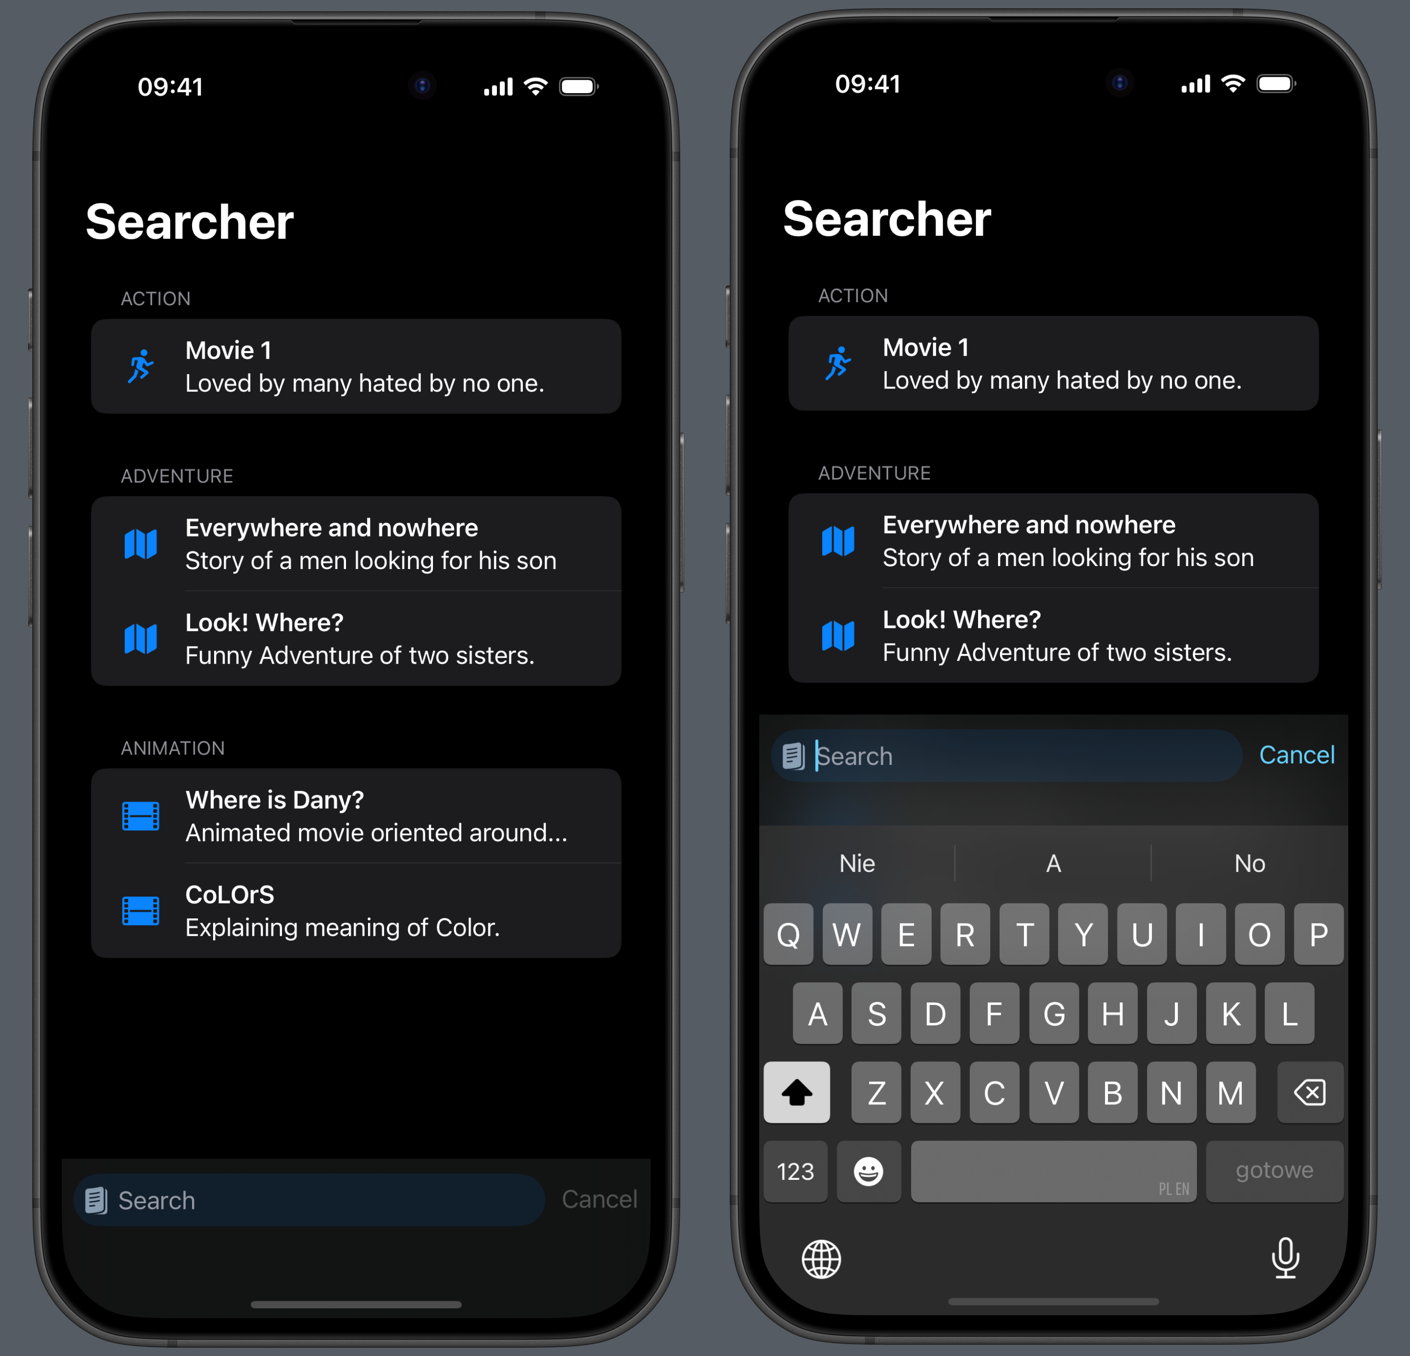 09:41
Searcher
ACTION
Movie 1
Loved by many hated by no one.
ADVENTURE
Everywhere and nowhere
Story of a men looking for his son
Look! Where?
Funny Adventure of two sisters.
ANIMATION
Where is Dany?
Animated movie oriented around...
CoLOrS
Explaining meaning of Color.
Search Cancel
09:41
Searcher
ACTION
Movie 1
Loved by many hated by no one.
ADVENTURE
Everywhere and nowhere
Story of a men looking for his son
Look! Where?
Funny Adventure of two sisters.
Search Cancel
Nie A No
Q W E R T Y U I O P
A S D F G H J K L
Z X C V B N M
123 PL EN gotowe